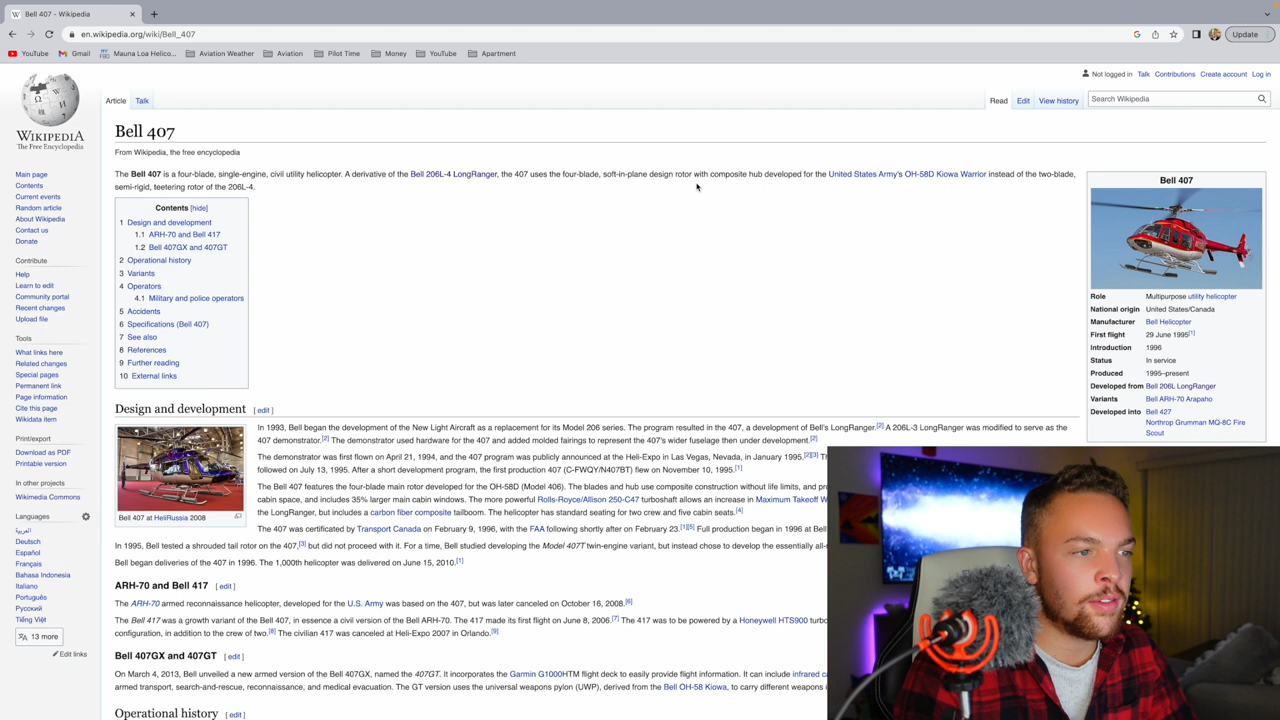 Bell 407 - Wikipedia
en.wikipedia.org/wiki/Bell_407
Update
YouTube
Gmail
Mauna Loa Helico...
Aviation Weather
Aviation
Pilot Time
Money
YouTube
Apartment
Not logged in Talk Contributions Create account Log in
Article Talk
Read Edit View history
Search Wikipedia
WIKIPEDIA
The Free Encyclopedia
Main page
Contents
Current events
Random article
About Wikipedia
Contact us
Donate
Contribute
Help
Learn to edit
Community portal
Recent changes
Upload file
Tools
What links here
Related changes
Special pages
Permanent link
Page information
Cite this page
Wikidata item
Print/export
Download as PDF
Printable version
In other projects
Wikimedia Commons
Languages
العربية
Deutsch
Español
Français
Bahasa Indonesia
Italiano
Português
Русский
Tiếng Việt
13 more
Edit links
Bell 407
From Wikipedia, the free encyclopedia
The Bell 407 is a four-blade, single-engine, civil utility helicopter. A derivative of the Bell 206L-4 LongRanger, the 407 uses the four-blade, soft-in-plane design rotor with composite hub developed for the United States Army's OH-58D Kiowa Warrior instead of the two-blade,
semi-rigid, teetering rotor of the 206L-4.
Contents [hide]
1 Design and development
1.1 ARH-70 and Bell 417
1.2 Bell 407GX and 407GT
2 Operational history
3 Variants
4 Operators
4.1 Military and police operators
5 Accidents
6 Specifications (Bell 407)
7 See also
8 References
9 Further reading
10 External links
Bell 407
Role Multipurpose utility helicopter
National origin United States/Canada
Manufacturer Bell Helicopter
First flight 29 June 1995[1]
Introduction 1996
Status In service
Produced 1995–present
Developed from Bell 206L LongRanger
Variants Bell ARH-70 Arapaho
Developed into Bell 427
Northrop Grumman MQ-8C Fire
Scout
Design and development [edit]
Bell 407 at HeliRussia 2008
In 1993, Bell began the development of the New Light Aircraft as a replacement for its Model 206 series. The program resulted in the 407, a development of Bell's LongRanger.[2] A 206L-3 LongRanger was modified to serve as the
407 demonstrator.[2] The demonstrator used hardware for the 407 and added molded fairings to represent the 407's wider fuselage then under development.[2]
The demonstrator was first flown on April 21, 1994, and the 407 program was publicly announced at the Heli-Expo in Las Vegas, Nevada, in January 1995.[2][3] Th
followed on July 13, 1995. After a short development program, the first production 407 (C-FWQY/N407BT) flew on November 10, 1995.[1]
The Bell 407 features the four-blade main rotor developed for the OH-58D (Model 406). The blades and hub use composite construction without life limits, and pr
cabin space, and includes 35% larger main cabin windows. The more powerful Rolls-Royce/Allison 250-C47 turboshaft allows an increase in Maximum Takeoff W
the LongRanger, but includes a carbon fiber composite tailboom. The helicopter has standard seating for two crew and five cabin seats.[4]
The 407 was certificated by Transport Canada on February 9, 1996, with the FAA following shortly after on February 23.[1][5] Full production began in 1996 at Bel
In 1995, Bell tested a shrouded tail rotor on the 407,[3] but did not proceed with it. For a time, Bell studied developing the Model 407T twin-engine variant, but instead chose to develop the essentially all-
Bell began deliveries of the 407 in 1996. The 1,000th helicopter was delivered on June 15, 2010.[1]
ARH-70 and Bell 417 [edit]
The ARH-70 armed reconnaissance helicopter, developed for the U.S. Army was based on the 407, but was later canceled on October 16, 2008.[6]
The Bell 417 was a growth variant of the Bell 407, in essence a civil version of the Bell ARH-70. The 417 made its first flight on June 8, 2006.[7] The 417 was to be powered by a Honeywell HTS900 turbo
configuration, in addition to the crew of two.[8] The civilian 417 was canceled at Heli-Expo 2007 in Orlando.[9]
Bell 407GX and 407GT [edit]
On March 4, 2013, Bell unveiled a new armed version of the Bell 407GX, named the 407GT. It incorporates the Garmin G1000HTM flight deck to easily provide flight information. It can include infrared ca
armed transport, search-and-rescue, reconnaissance, and medical evacuation. The GT version uses the universal weapons pylon (UWP), derived from the Bell OH-58 Kiowa, to carry different weapons i
Operational history [edit]